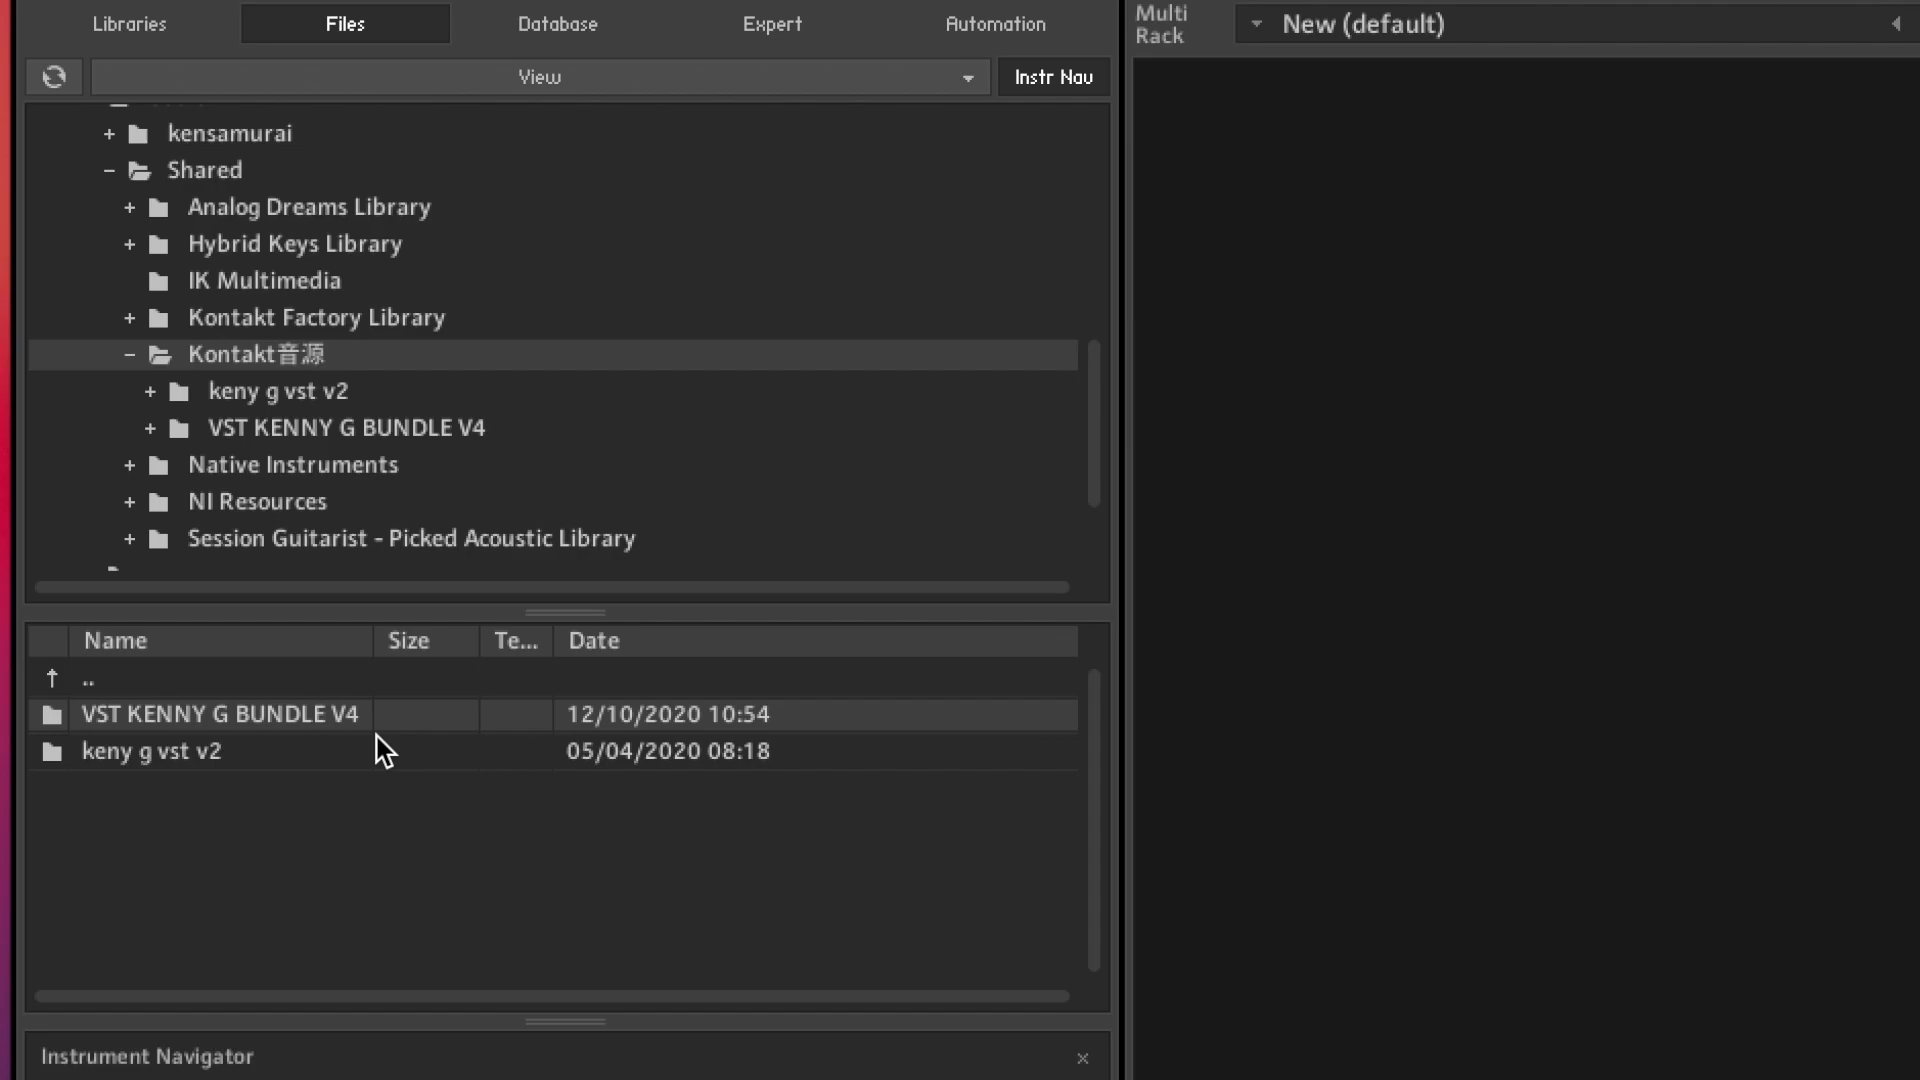 Libraries
Files
Database
Expert
Automation
Multi
Rack
New (default)
View
Instr Nav
+ kensamurai
− Shared
+ Analog Dreams Library
+ Hybrid Keys Library
IK Multimedia
+ Kontakt Factory Library
− Kontakt音源
+ keny g vst v2
+ VST KENNY G BUNDLE V4
+ Native Instruments
+ NI Resources
+ Session Guitarist - Picked Acoustic Library
Name Size Te... Date
↑ ..
VST KENNY G BUNDLE V4 12/10/2020 10:54
keny g vst v2 05/04/2020 08:18
Instrument Navigator ×